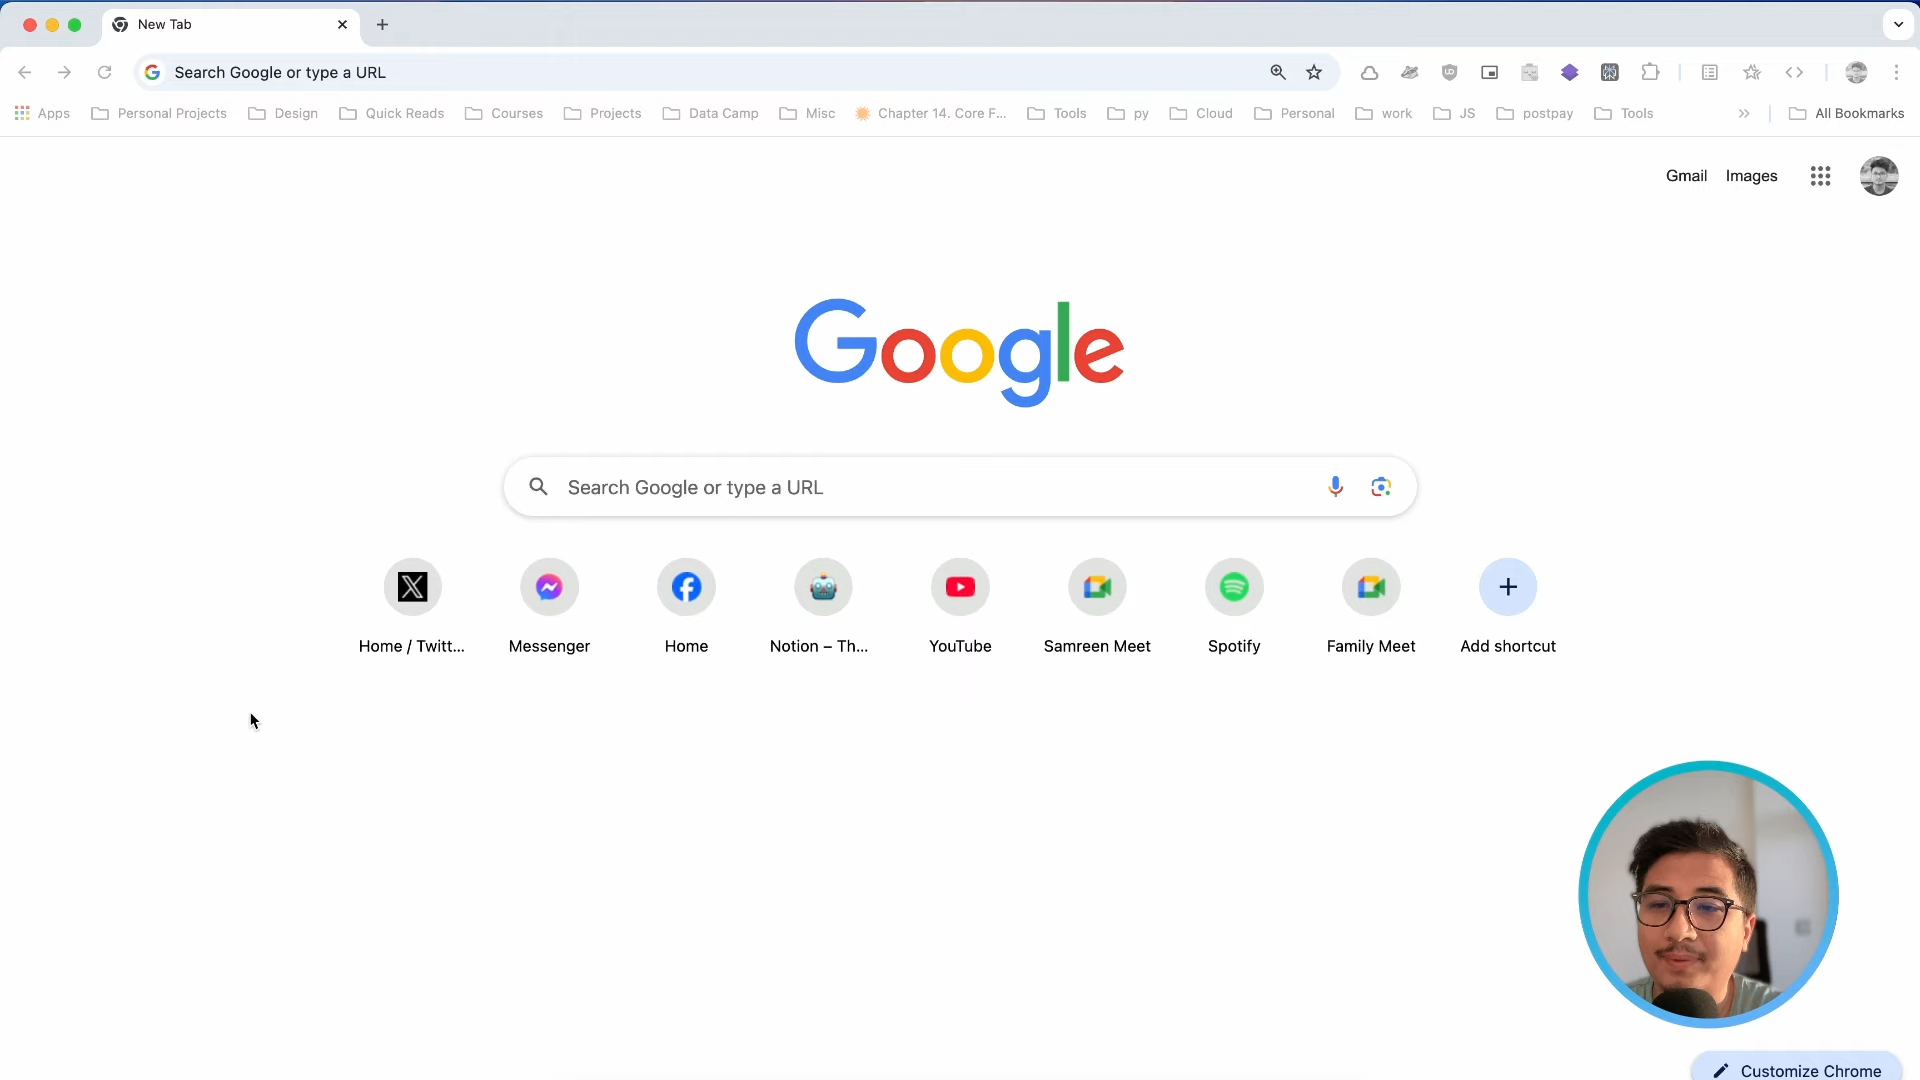 New Tab
Search Google or type a URL
Apps Personal Projects Design Quick Reads Courses Projects Data Camp Misc Chapter 14. Core F... Tools py Cloud Personal work JS postpay Tools » All Bookmarks
Gmail Images
Google
Search Google or type a URL
Home / Twitt... Messenger Home Notion – Th... YouTube Samreen Meet Spotify Family Meet Add shortcut
Customize Chrome